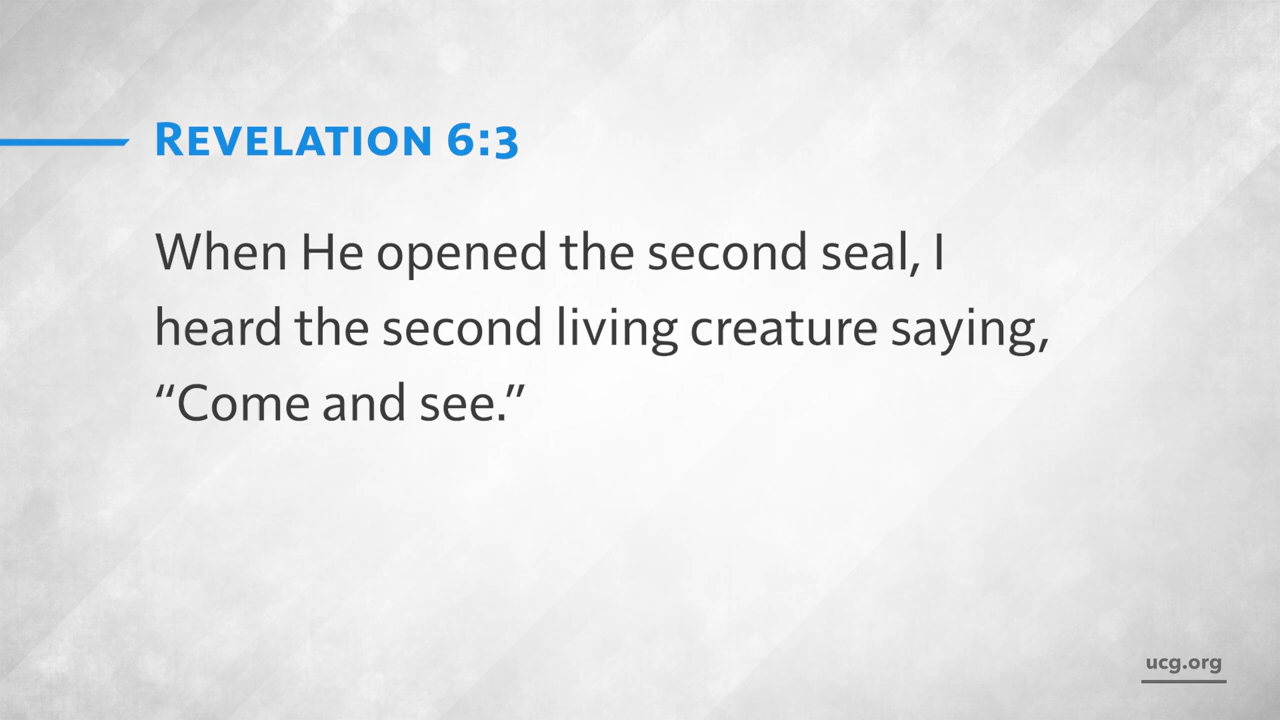 Revelation 6:3
When He opened the second seal, I
heard the second living creature saying,
“Come and see.”
ucg.org